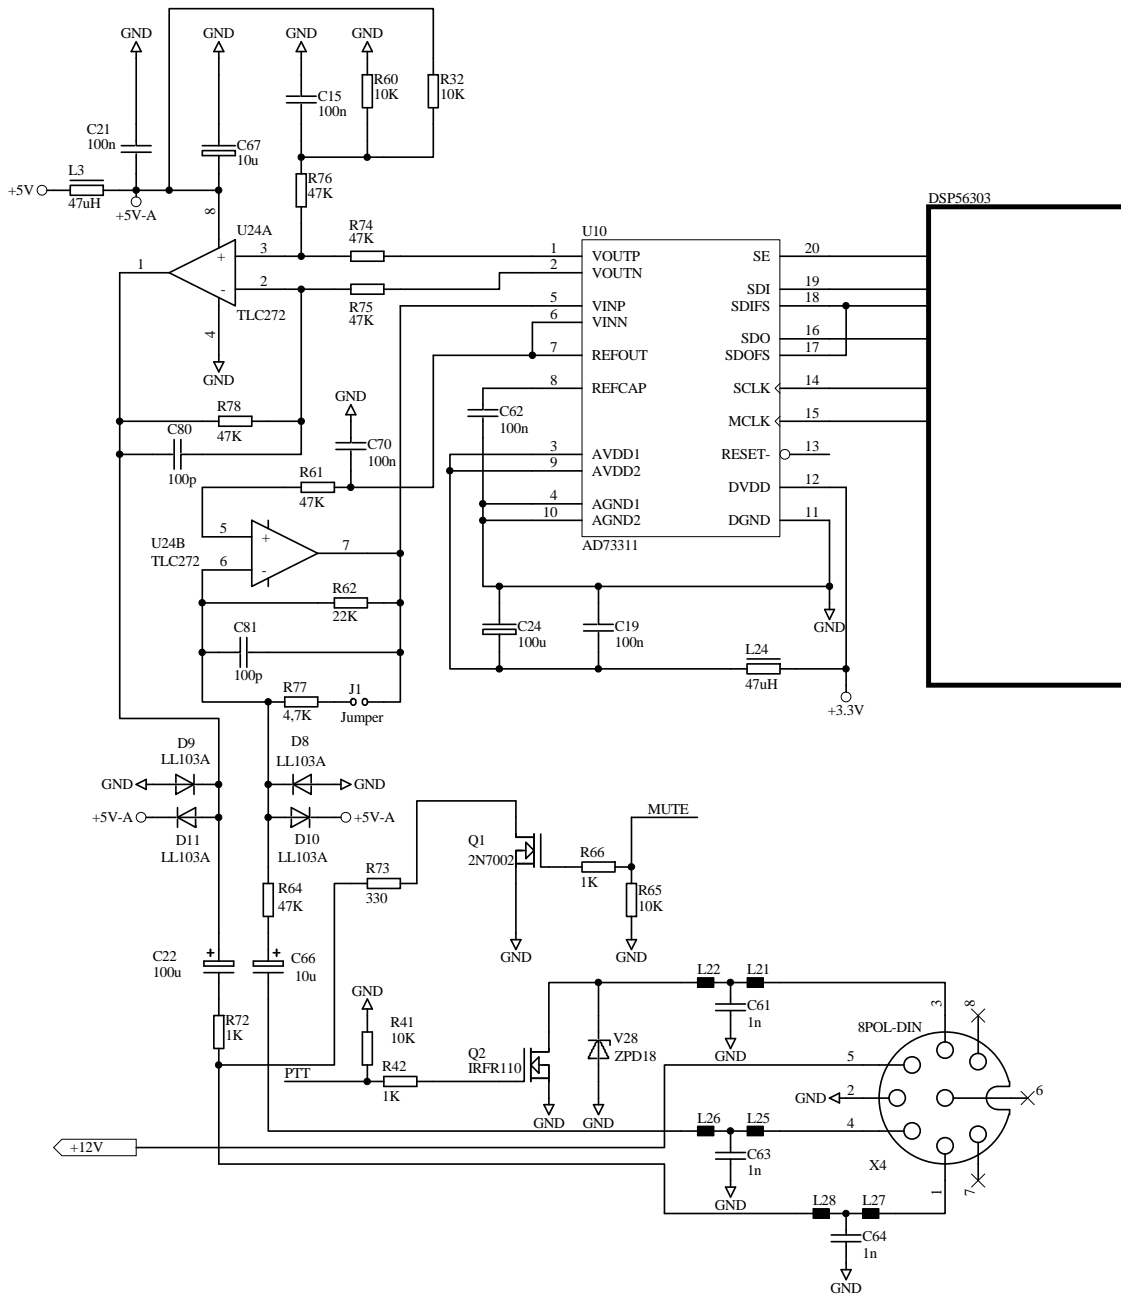 GND
GND
GND
GND
C21
100n
C67
10u
C15
100n
R60
10K
R32
10K
L3
+5V
47uH
+5V-A
R76
47K
DSP56303
8
U24A
3
+
1
2
-
4
TLC272
GND
R74
47K
R75
47K
U10
1
VOUTP
2
VOUTN
5
VINP
6
VINN
7
REFOUT
8
REFCAP
3
AVDD1
9
AVDD2
4
AGND1
10
AGND2
SE
20
SDI
19
SDIFS
18
SDO
16
SDOFS
17
SCLK
14
MCLK
15
RESET-
13
DVDD
12
DGND
11
AD73311
R78
47K
C80
100p
GND
C70
100n
C62
100n
R61
47K
U24B
TLC272
5
+
6
-
7
R62
22K
C81
100p
R77
4,7K
J1
Jumper
C24
100u
C19
100n
GND
L24
47uH
+3.3V
D9
LL103A
GND
+5V-A
D11
LL103A
D8
LL103A
GND
+5V-A
D10
LL103A
R64
47K
R73
330
Q1
2N7002
R66
1K
MUTE
R65
10K
GND
GND
C22
+
100u
+
C66
10u
R72
1K
GND
R41
10K
PTT
R42
1K
Q2
IRFR110
GND
V28
ZPD18
GND
L22
L21
C61
1n
GND
8POL-DIN
3
8
5
GND
2
6
4
X4
1
7
+12V
L26
L25
C63
1n
GND
L28
L27
C64
1n
GND